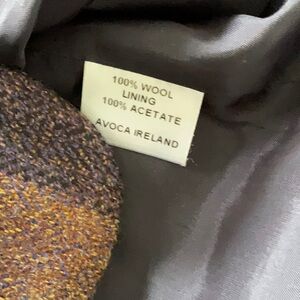 100% WOOL
LINING
100% ACETATE
AVOCA IRELAND